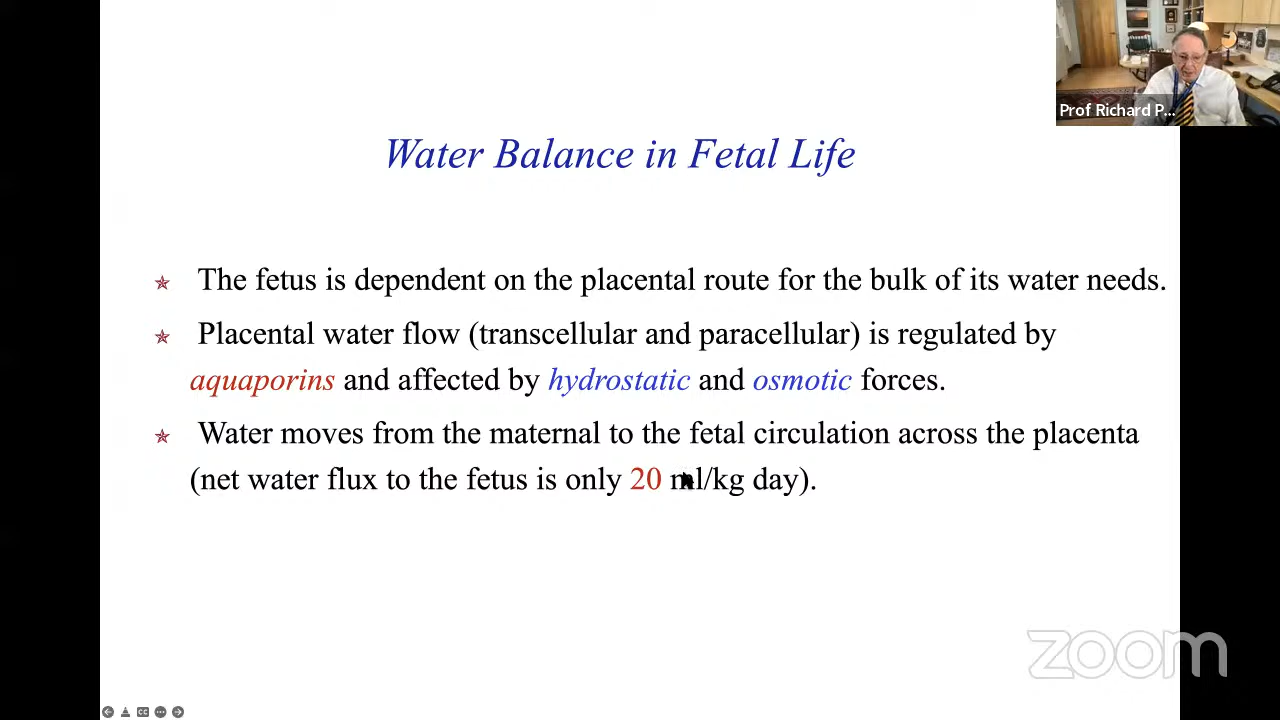 Prof Richard P...
Water Balance in Fetal Life
The fetus is dependent on the placental route for the bulk of its water needs.
Placental water flow (transcellular and paracellular) is regulated by
aquaporins and affected by hydrostatic and osmotic forces.
Water moves from the maternal to the fetal circulation across the placenta
(net water flux to the fetus is only 20 ml/kg day).
zoom
CC